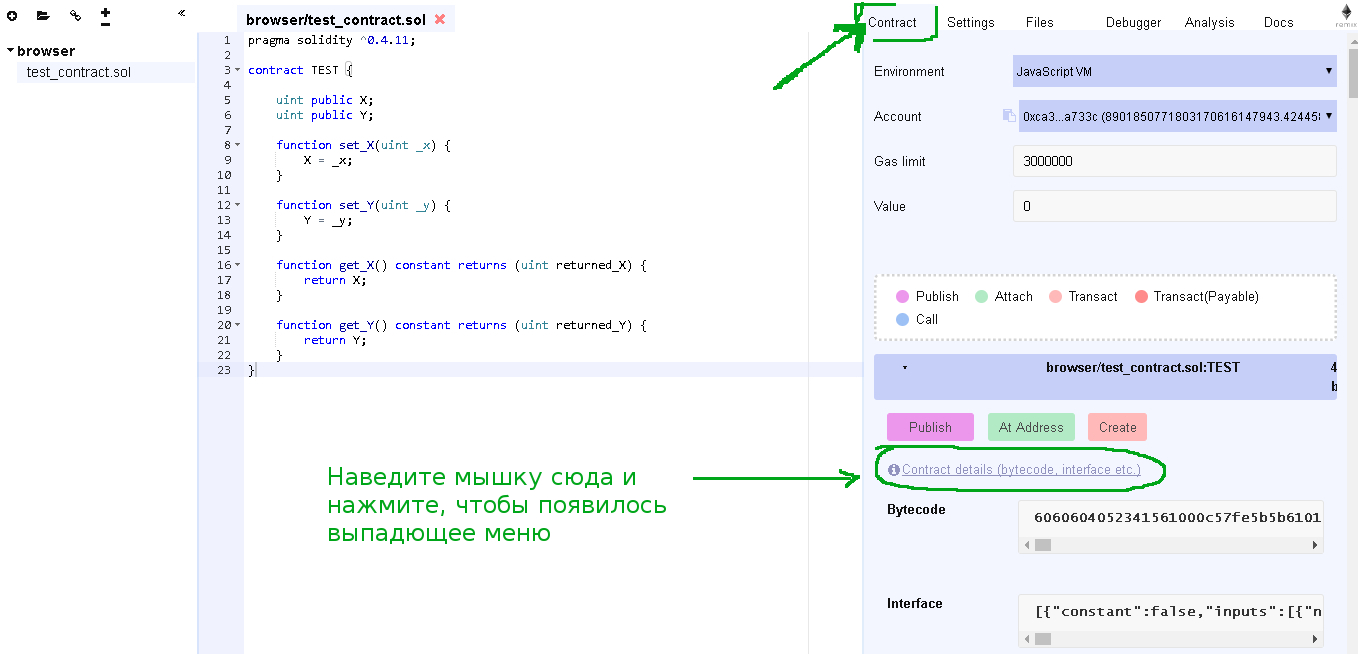 browser
test_contract.sol
browser/test_contract.sol
1 pragma solidity ^0.4.11;
2
3 contract TEST {
4
5 uint public X;
6 uint public Y;
7
8 function set_X(uint _x) {
9 X = _x;
10 }
11
12 function set_Y(uint _y) {
13 Y = _y;
14 }
15
16 function get_X() constant returns (uint returned_X) {
17 return X;
18 }
19
20 function get_Y() constant returns (uint returned_Y) {
21 return Y;
22 }
23 }
Наведите мышку сюда и
нажмите, чтобы появилось
выпадющее меню
Contract Settings Files Debugger Analysis Docs
remix
Environment JavaScript VM
Account 0xca3...a733c (8901850771803170616147943.42445
Gas limit 3000000
Value 0
Publish Attach Transact Transact(Payable)
Call
browser/test_contract.sol:TEST 4
b
Publish At Address Create
Contract details (bytecode, interface etc.)
Bytecode 6060604052341561000c57fe5b5b6101
Interface [{"constant":false,"inputs":[{"n